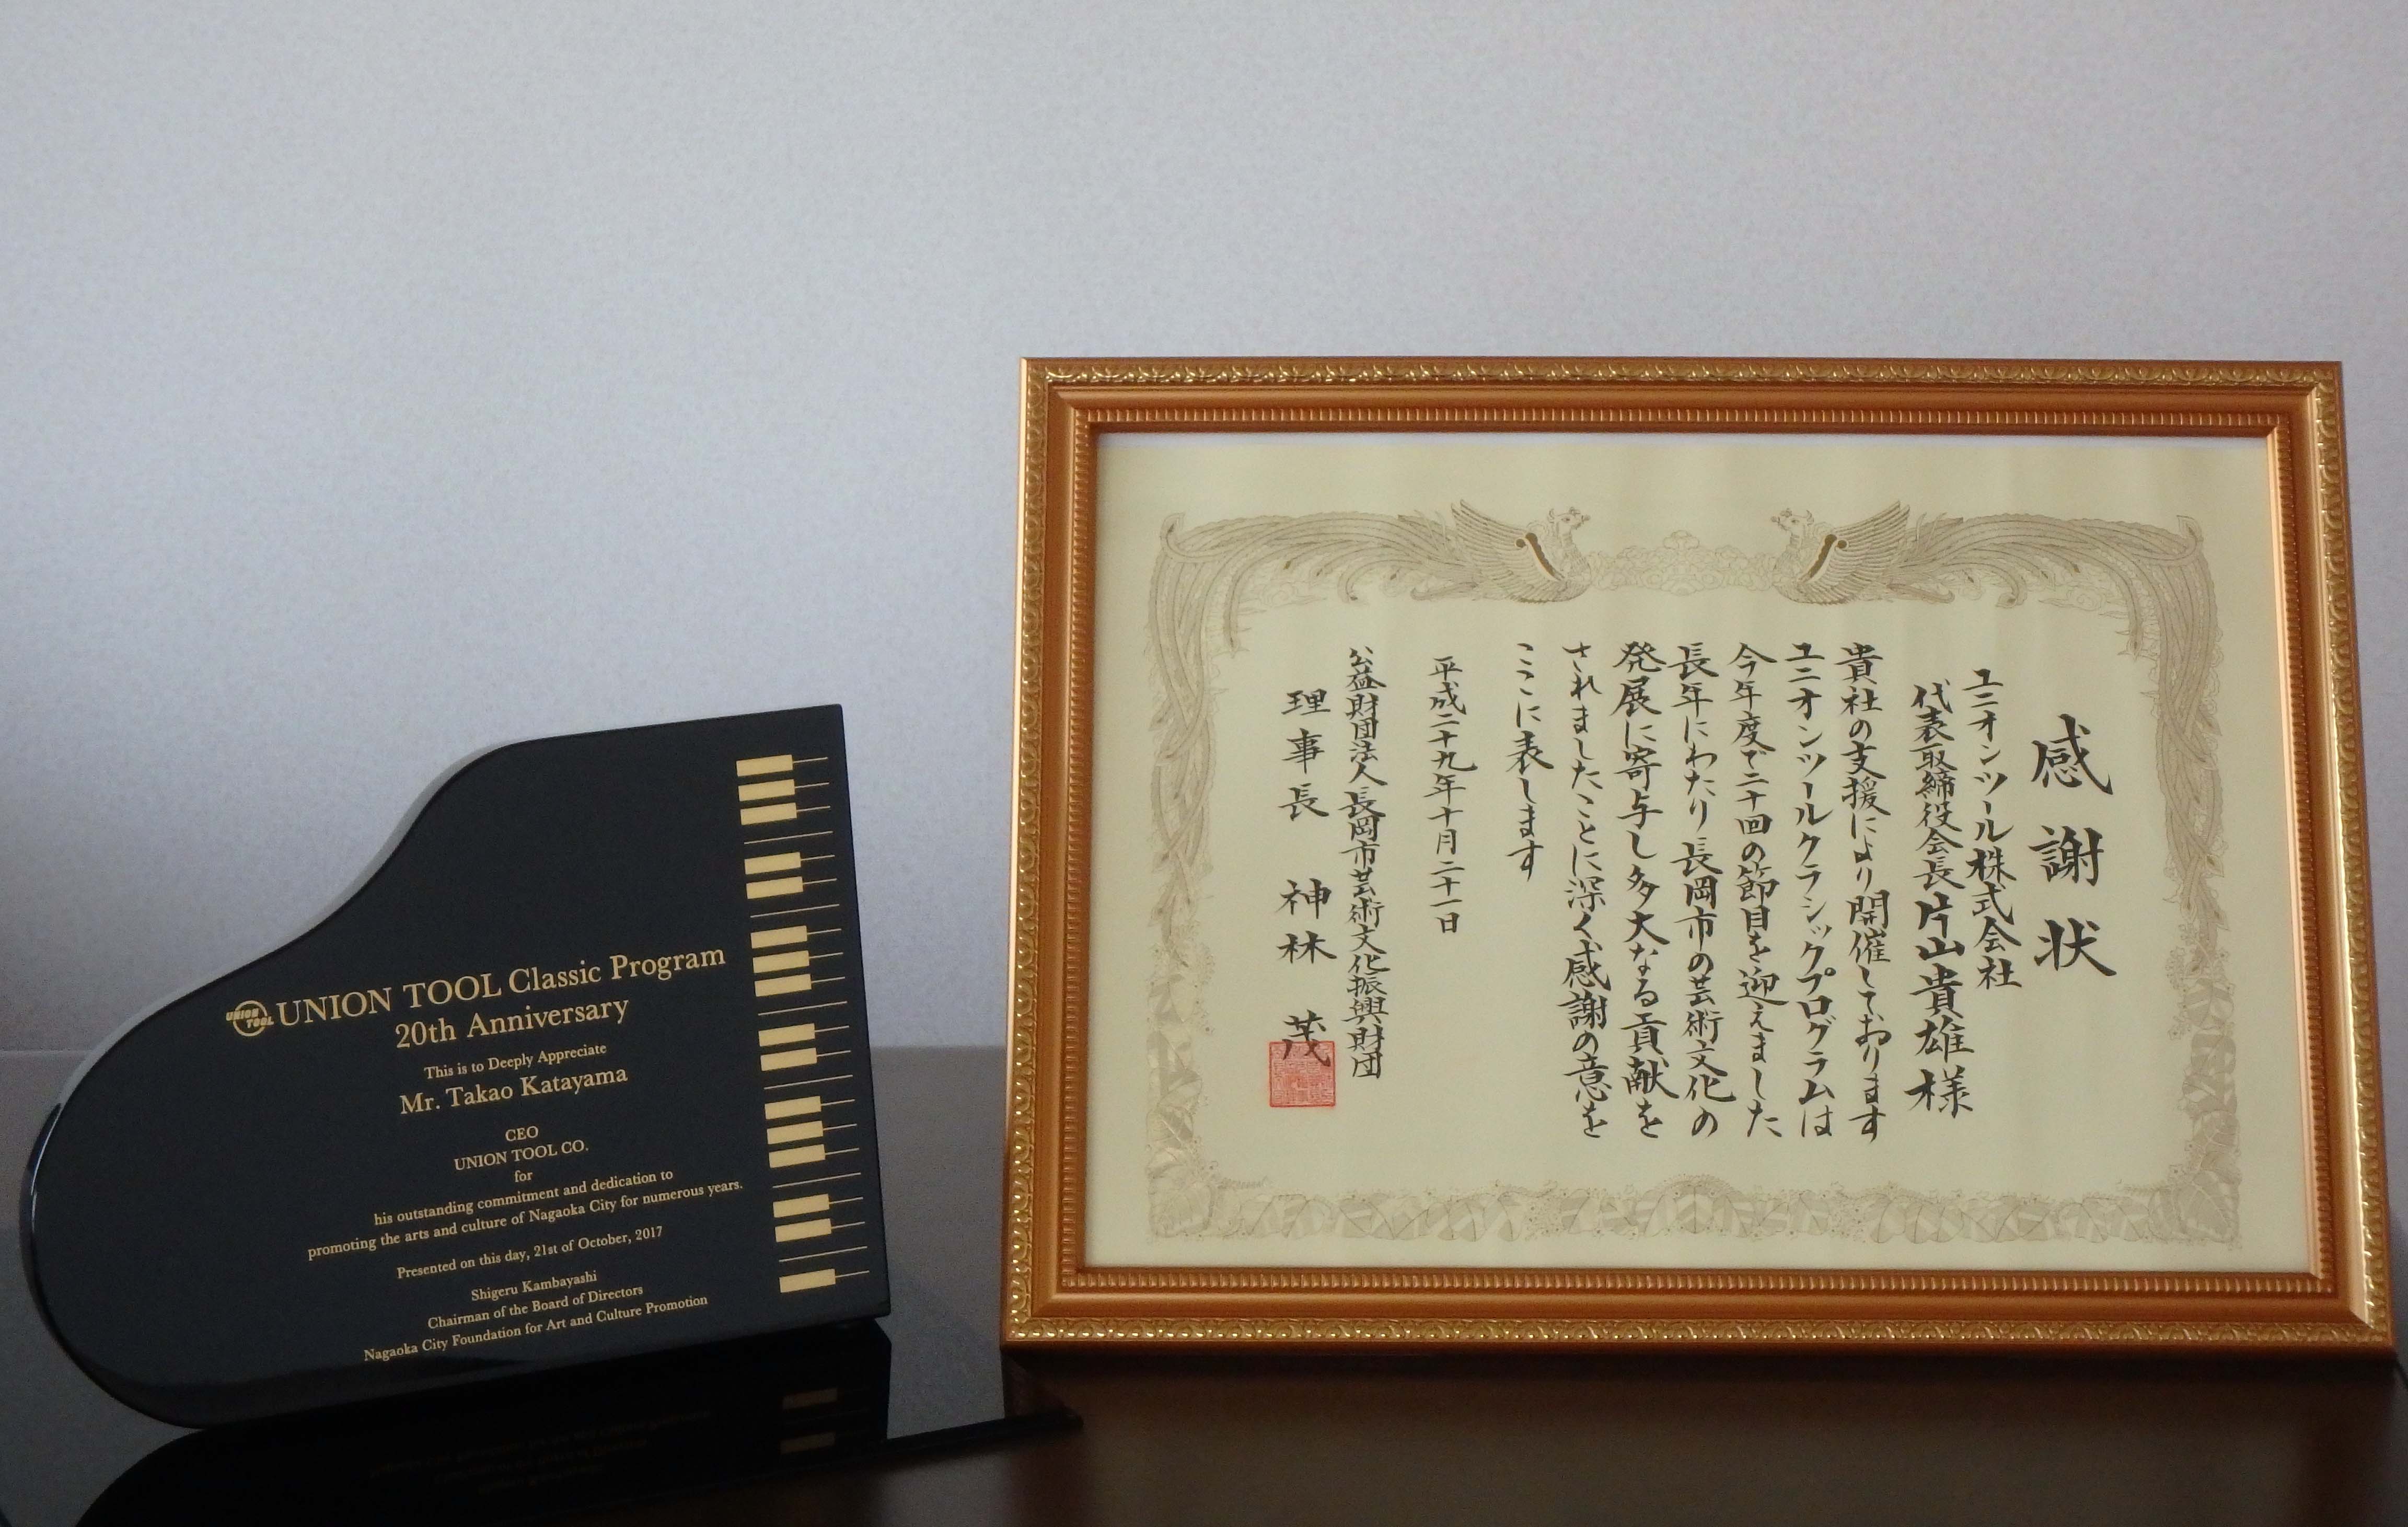 UNION TOOL
UNION TOOL Classic Program
20th Anniversary
This is to Deeply Appreciate
Mr. Takao Katayama
CEO
UNION TOOL CO.
for
his outstanding commitment and dedication to
promoting the arts and culture of Nagaoka City for numerous years.
Presented on this day, 21st of October, 2017
Shigeru Kambayashi
Chairman of the Board of Directors
Nagaoka City Foundation for Art and Culture Promotion
感謝状
ユニオンツール株式会社
代表取締役会長片山貴雄様
貴社の支援により開催しております
ユニオンツールクラシックプログラムは
今年度で二十回の節目を迎えました
長年にわたり長岡市の芸術文化の
発展に寄与し多大なる貢献を
されましたことに深く感謝の意を
ここに表します
平成二十九年十月二十一日
公益財団法人長岡市芸術文化振興財団
理事長 神林 茂